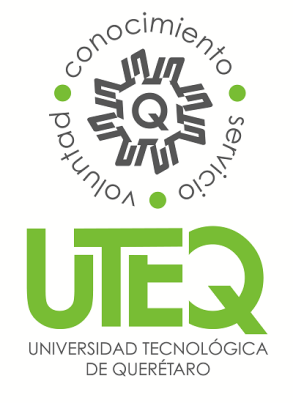 conocimiento
servicio
voluntad
Q
UTEQ
UNIVERSIDAD TECNOLÓGICA
DE QUERÉTARO